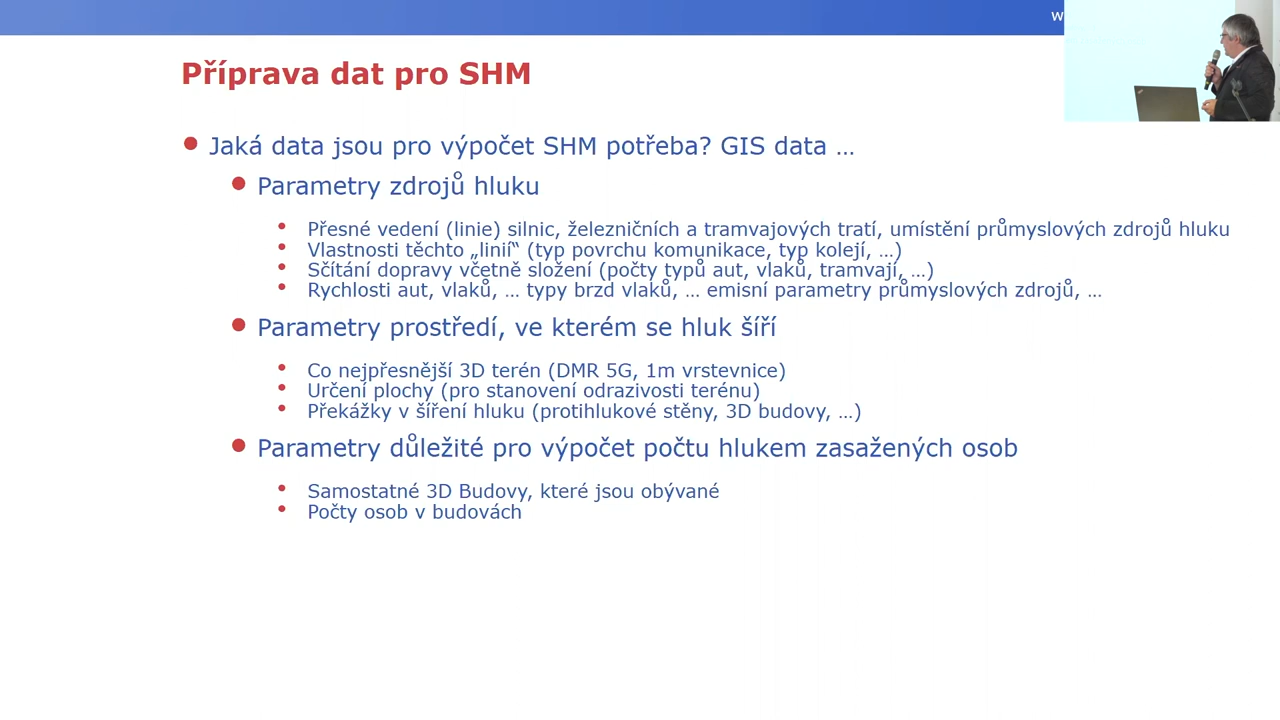 Příprava dat pro SHM
Jaká data jsou pro výpočet SHM potřeba? GIS data …
Parametry zdrojů hluku
Přesné vedení (linie) silnic, železničních a tramvajových tratí, umístění průmyslových zdrojů hluku
Vlastnosti těchto „linií“ (typ povrchu komunikace, typ kolejí, …)
Sčítání dopravy včetně složení (počty typů aut, vlaků, tramvají, …)
Rychlosti aut, vlaků, … typy brzd vlaků, … emisní parametry průmyslových zdrojů, …
Parametry prostředí, ve kterém se hluk šíří
Co nejpřesnější 3D terén (DMR 5G, 1m vrstevnice)
Určení plochy (pro stanovení odrazivosti terénu)
Překážky v šíření hluku (protihlukové stěny, 3D budovy, …)
Parametry důležité pro výpočet počtu hlukem zasažených osob
Samostatné 3D Budovy, které jsou obývané
Počty osob v budovách